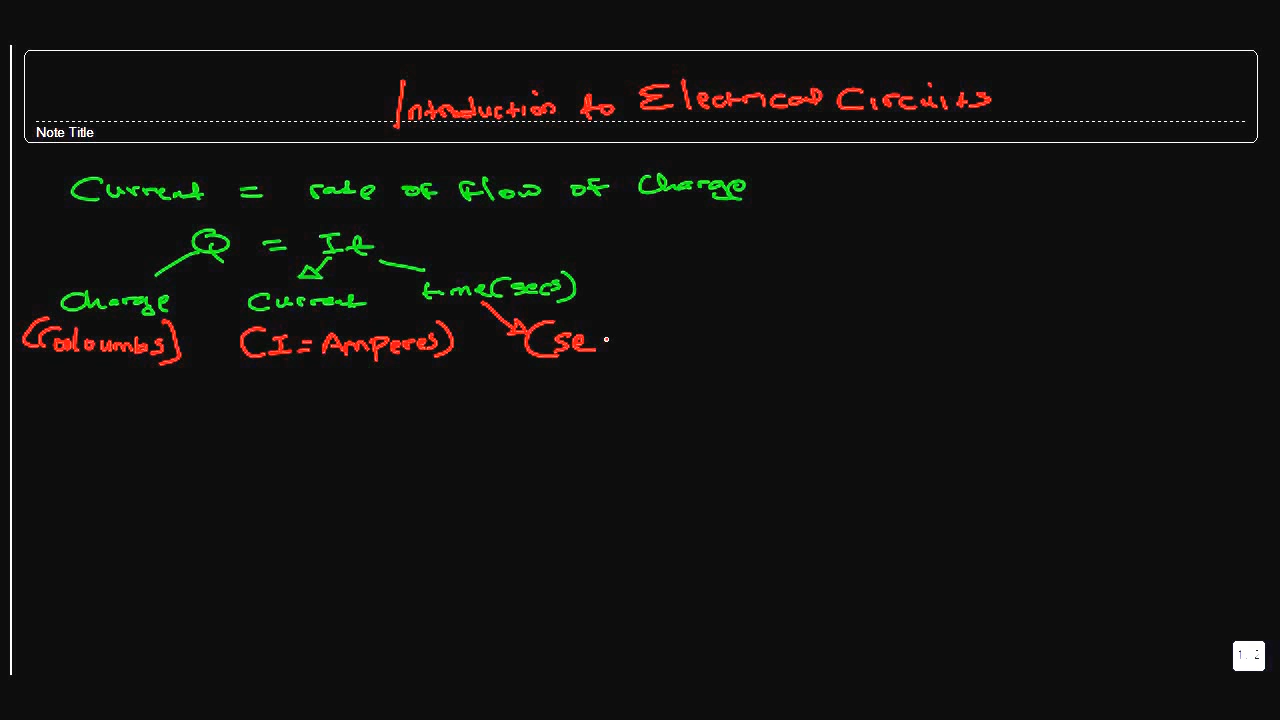 Introduction to Electrical Circuits
Note Title
Current = rate of Flow of Charge
Q = It
Charge Current time(secs)
(Coloumbs) (I = Amperes) (se